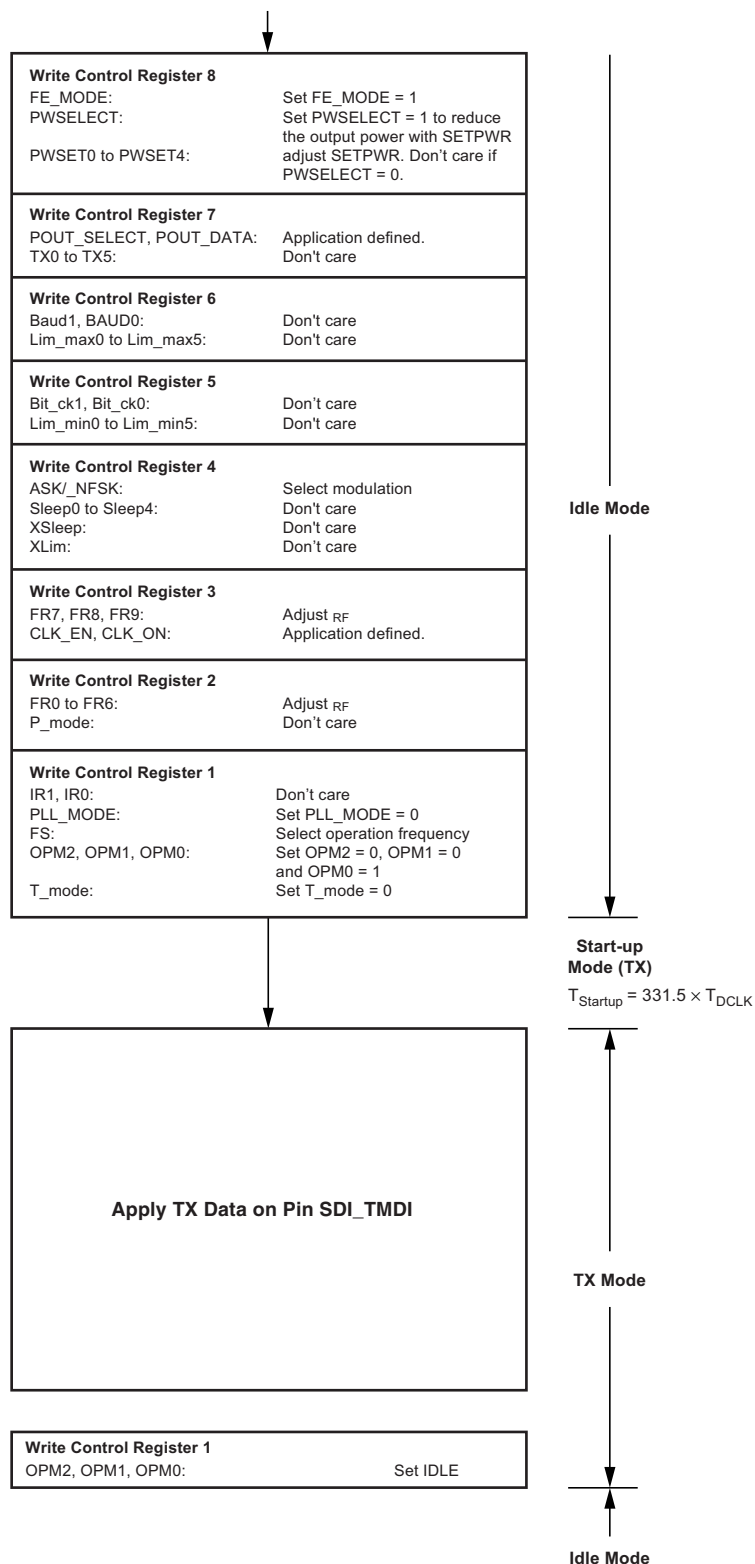 Write Control Register 8
FE_MODE: Set FE_MODE = 1
PWSELECT: Set PWSELECT = 1 to reduce
the output power with SETPWR
PWSET0 to PWSET4: adjust SETPWR. Don't care if
PWSELECT = 0.
Write Control Register 7
POUT_SELECT, POUT_DATA: Application defined.
TX0 to TX5: Don't care
Write Control Register 6
Baud1, BAUD0: Don't care
Lim_max0 to Lim_max5: Don't care
Write Control Register 5
Bit_ck1, Bit_ck0: Don’t care
Lim_min0 to Lim_min5: Don't care
Write Control Register 4
ASK/_NFSK: Select modulation
Sleep0 to Sleep4: Don't care
XSleep: Don't care
XLim: Don’t care
Idle Mode
Write Control Register 3
FR7, FR8, FR9: Adjust RF
CLK_EN, CLK_ON: Application defined.
Write Control Register 2
FR0 to FR6: Adjust RF
P_mode: Don’t care
Write Control Register 1
IR1, IR0: Don’t care
PLL_MODE: Set PLL_MODE = 0
FS: Select operation frequency
OPM2, OPM1, OPM0: Set OPM2 = 0, OPM1 = 0
and OPM0 = 1
T_mode: Set T_mode = 0
Start-up
Mode (TX)
TStartup = 331.5 × TDCLK
Apply TX Data on Pin SDI_TMDI
TX Mode
Write Control Register 1
OPM2, OPM1, OPM0: Set IDLE
Idle Mode